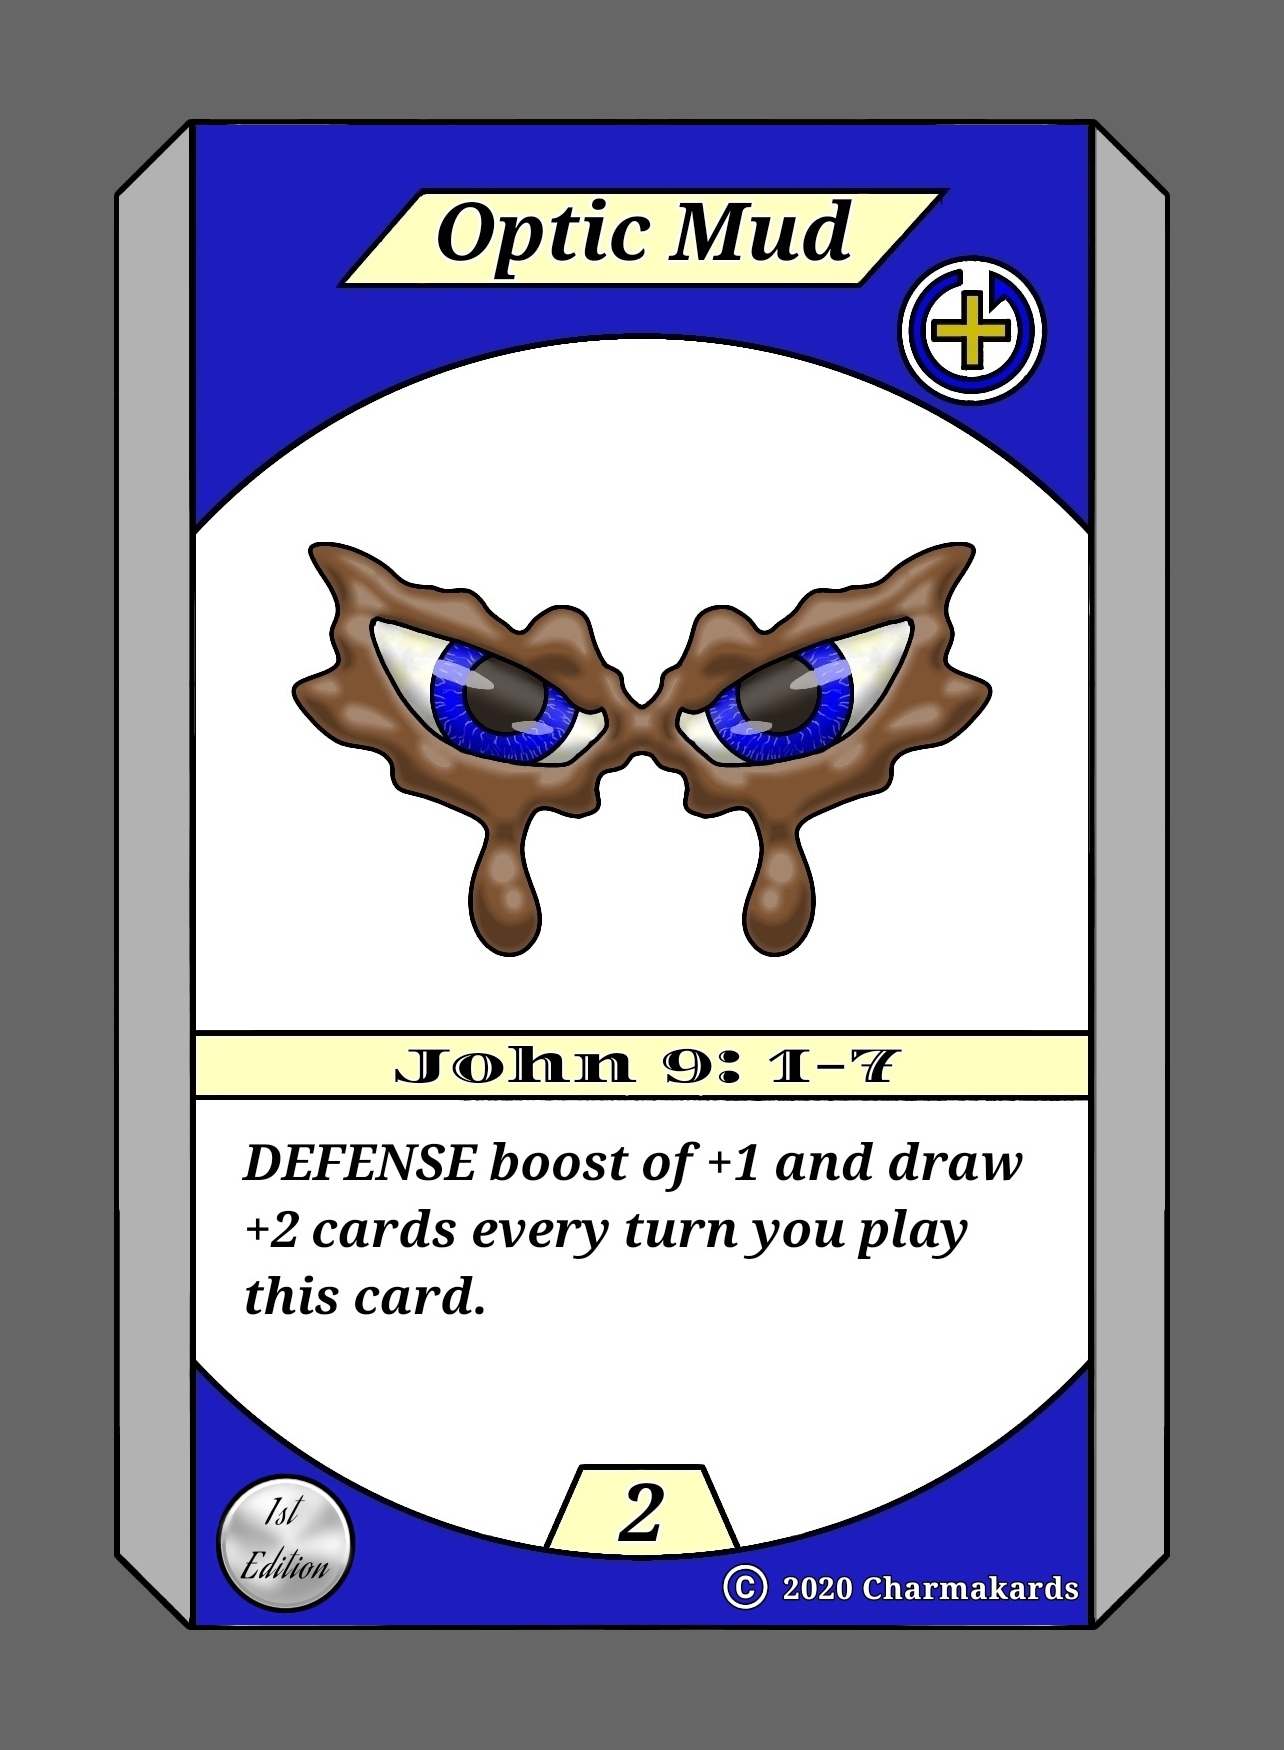 Optic Mud
John 9: 1-7
DEFENSE boost of +1 and draw
+2 cards every turn you play
this card.
2
1st
Edition
© 2020 Charmakards